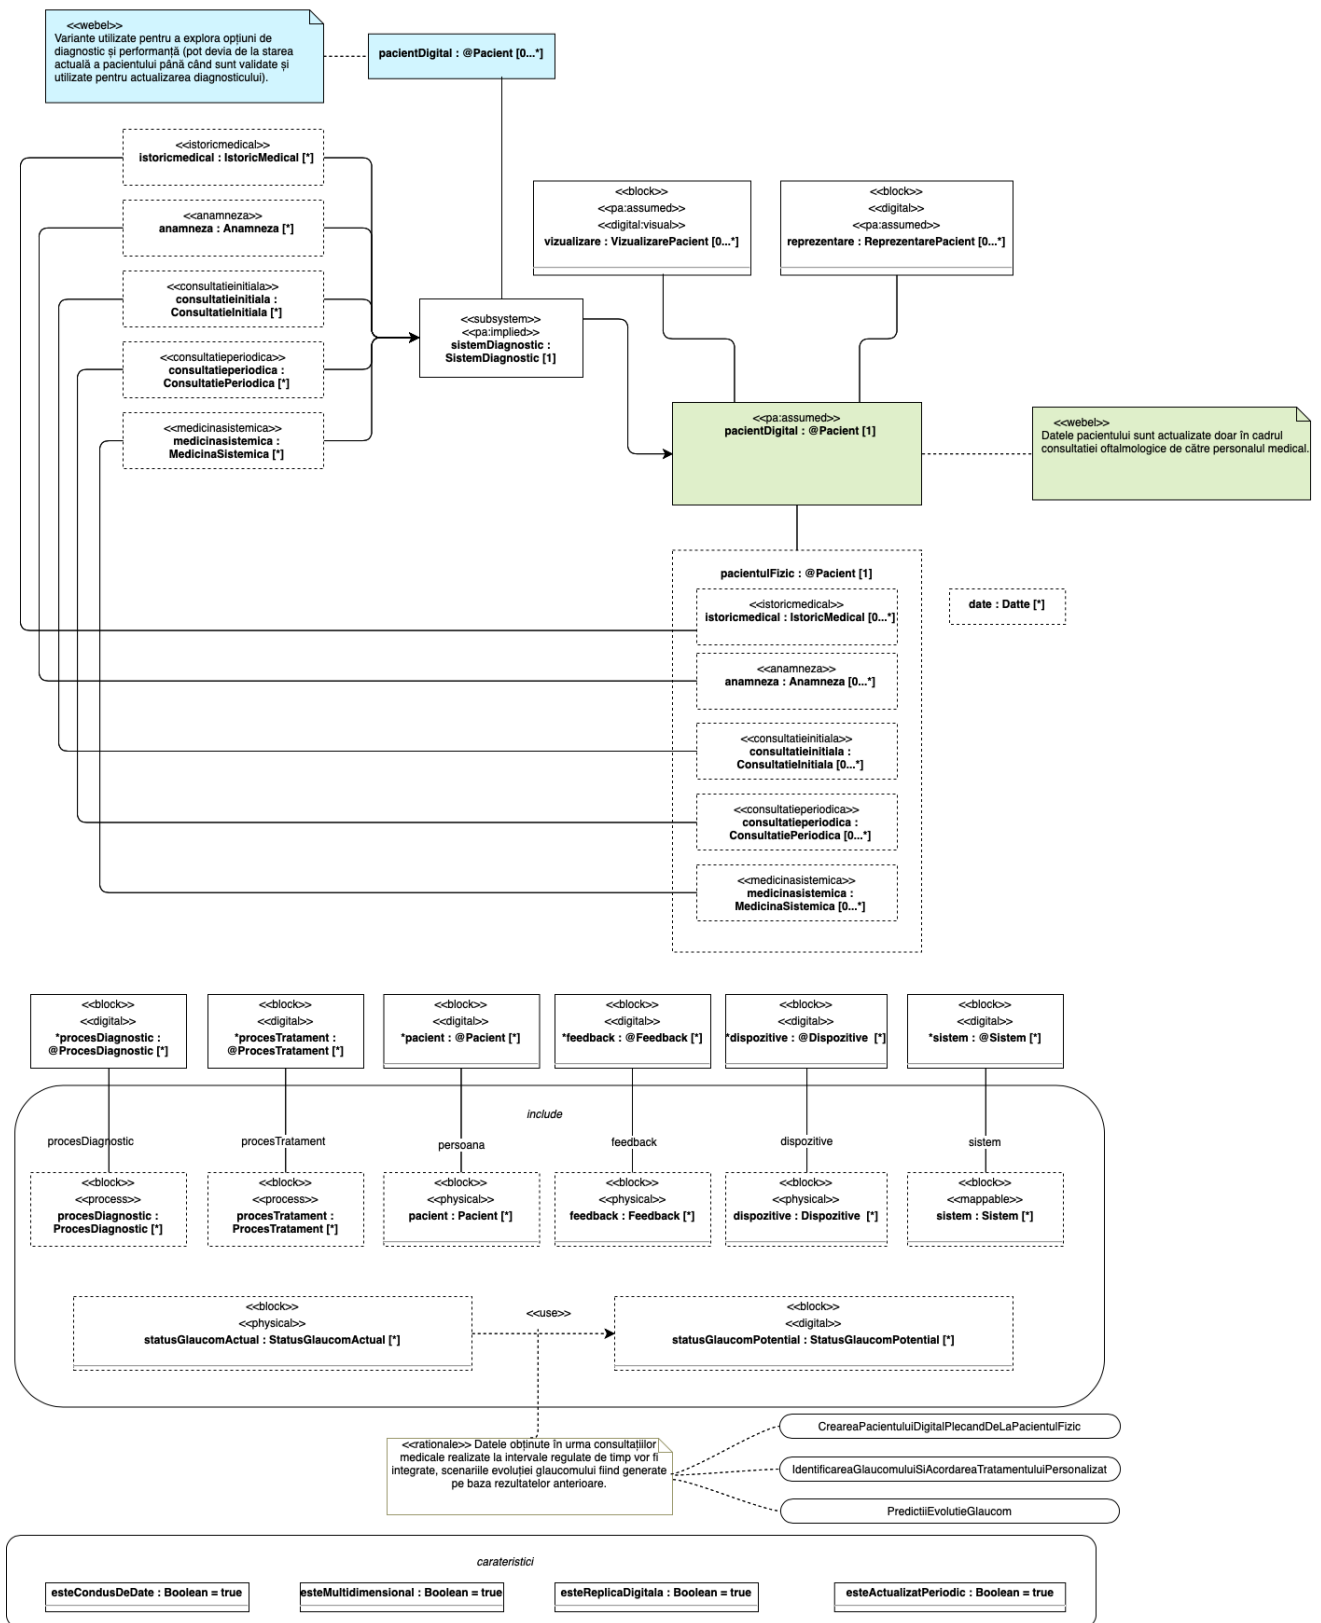 <<webel>>
Variante utilizate pentru a explora opțiuni de
diagnostic și performanță (pot devia de la starea
actuală a pacientului până când sunt validate și
utilizate pentru actualizarea diagnosticului).
pacientDigital : @Pacient [0...*]
<<istoricmedical>>
istoricmedical : IstoricMedical [*]
<<anamneza>>
anamneza : Anamneza [*]
<<consultatieinitiala>>
consultatieinitiala :
ConsultatieInitiala [*]
<<consultatieperiodica>>
consultatieperiodica :
ConsultatiePeriodica [*]
<<medicinasistemica>>
medicinasistemica :
MedicinaSistemica [*]
<<subsystem>>
<<pa:implied>>
sistemDiagnostic :
SistemDiagnostic [1]
<<block>>
<<pa:assumed>>
<<digital:visual>>
vizualizare : VizualizarePacient [0...*]
<<block>>
<<digital>>
<<pa:assumed>>
reprezentare : ReprezentarePacient [0...*]
<<pa:assumed>>
pacientDigital : @Pacient [1]
<<webel>>
Datele pacientului sunt actualizate doar în cadrul
consultatiei oftalmologice de către personalul medical.
pacientulFizic : @Pacient [1]
<<istoricmedical>>
istoricmedical : IstoricMedical [0...*]
<<anamneza>>
anamneza : Anamneza [0...*]
<<consultatieinitiala>>
consultatieinitiala :
ConsultatieInitiala [0...*]
<<consultatieperiodica>>
consultatieperiodica :
ConsultatiePeriodica [0...*]
<<medicinasistemica>>
medicinasistemica :
MedicinaSistemica [0...*]
date : Datte [*]
<<block>>
<<digital>>
*procesDiagnostic :
@ProcesDiagnostic [*]
<<block>>
<<digital>>
*procesTratament :
@ProcesTratament [*]
<<block>>
<<digital>>
*pacient : @Pacient [*]
<<block>>
<<digital>>
*feedback : @Feedback [*]
<<block>>
<<digital>>
*dispozitive : @Dispozitive [*]
<<block>>
<<digital>>
*sistem : @Sistem [*]
include
procesDiagnostic
procesTratament
persoana
feedback
dispozitive
sistem
<<block>>
<<process>>
procesDiagnostic :
ProcesDiagnostic [*]
<<block>>
<<process>>
procesTratament :
ProcesTratament [*]
<<block>>
<<physical>>
pacient : Pacient [*]
<<block>>
<<physical>>
feedback : Feedback [*]
<<block>>
<<physical>>
dispozitive : Dispozitive [*]
<<block>>
<<mappable>>
sistem : Sistem [*]
<<block>>
<<physical>>
statusGlaucomActual : StatusGlaucomActual [*]
<<use>>
<<block>>
<<digital>>
statusGlaucomPotential : StatusGlaucomPotential [*]
<<rationale>> Datele obținute în urma consultațiilor
medicale realizate la intervale regulate de timp vor fi
integrate, scenariile evoluției glaucomului fiind generate
pe baza rezultatelor anterioare.
CreareaPacientuluiDigitalPlecandDeLaPacientulFizic
IdentificareaGlaucomuluiSiAcordareaTratamentuluiPersonalizat
PredictiiEvolutieGlaucom
carateristici
esteCondusDeDate : Boolean = true
esteMultidimensional : Boolean = true
esteReplicaDigitala : Boolean = true
esteActualizatPeriodic : Boolean = true